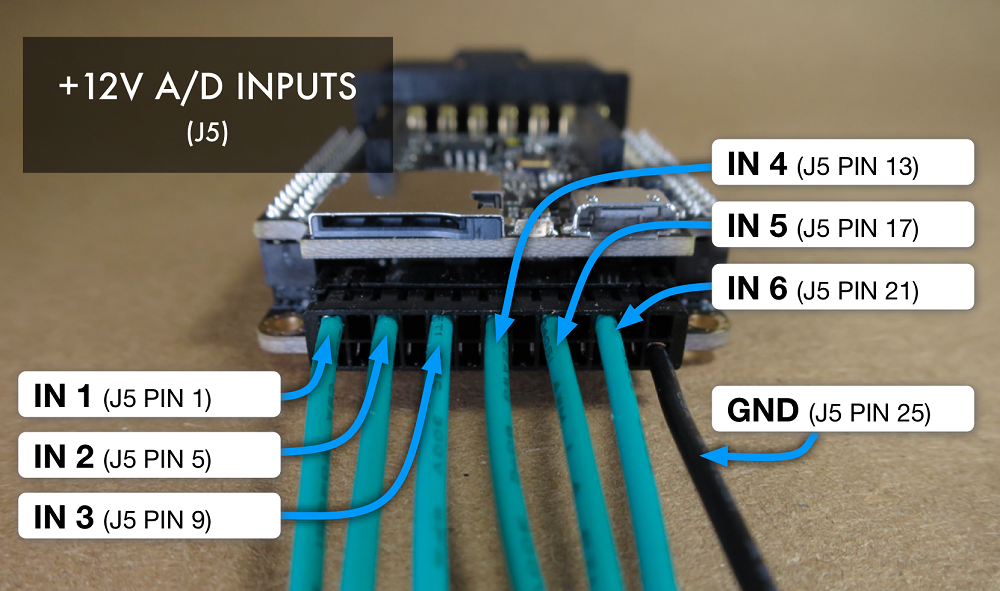 +12V A/D INPUTS
(J5)
IN 4 (J5 PIN 13)
IN 5 (J5 PIN 17)
IN 6 (J5 PIN 21)
IN 1 (J5 PIN 1)
IN 2 (J5 PIN 5)
IN 3 (J5 PIN 9)
GND (J5 PIN 25)